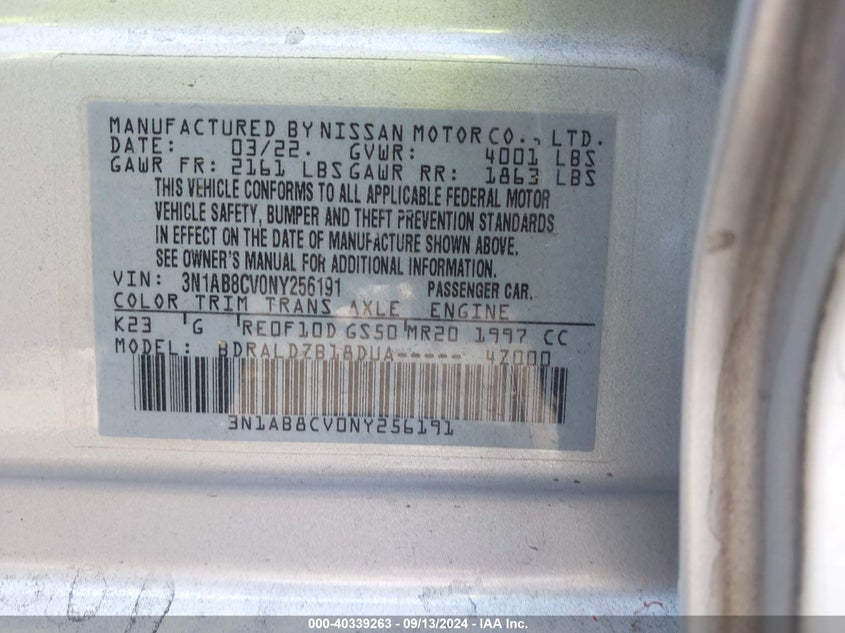 MANUFACTURED BY NISSAN MOTOR CO., LTD.
DATE: 03/22. GVWR: 4001 LBS
GAWR FR: 2161 LBS GAWR RR: 1863 LBS
THIS VEHICLE CONFORMS TO ALL APPLICABLE FEDERAL MOTOR
VEHICLE SAFETY, BUMPER AND THEFT PREVENTION STANDARDS
IN EFFECT ON THE DATE OF MANUFACTURE SHOWN ABOVE.
SEE OWNER'S MANUAL FOR ADDITIONAL INFORMATION.
VIN: 3N1AB8CV0NY256191 PASSENGER CAR.
COLOR TRIM TRANS AXLE ENGINE
K23 G RE0F10D GS50 MR20 1997 CC
MODEL: BDRALDZB18DUA----- 4Z000
3N1AB8CV0NY256191
000-40339263 - 09/13/2024 - IAA Inc.